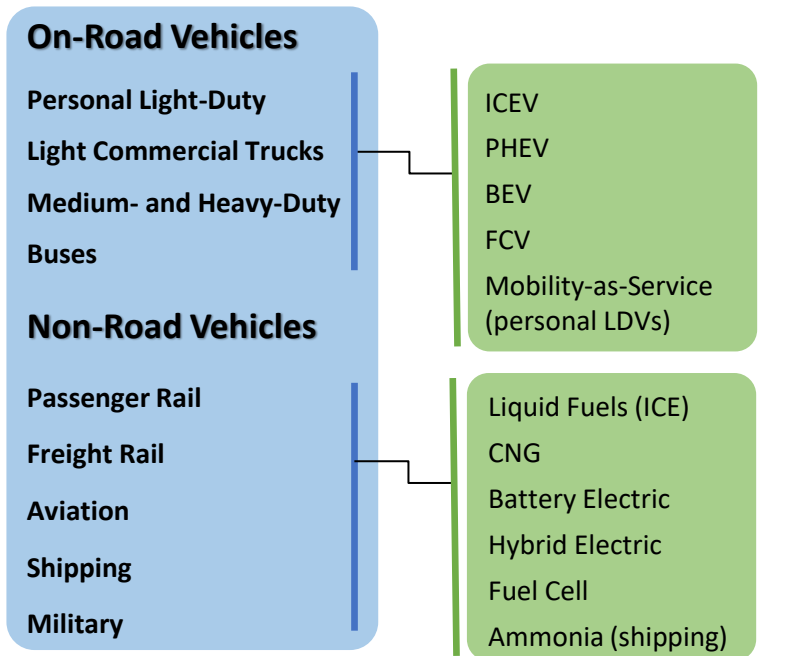 On-Road Vehicles
Personal Light-Duty
Light Commercial Trucks
Medium- and Heavy-Duty
Buses
ICEV
PHEV
BEV
FCV
Mobility-as-Service
(personal LDVs)
Non-Road Vehicles
Passenger Rail
Freight Rail
Aviation
Shipping
Military
Liquid Fuels (ICE)
CNG
Battery Electric
Hybrid Electric
Fuel Cell
Ammonia (shipping)